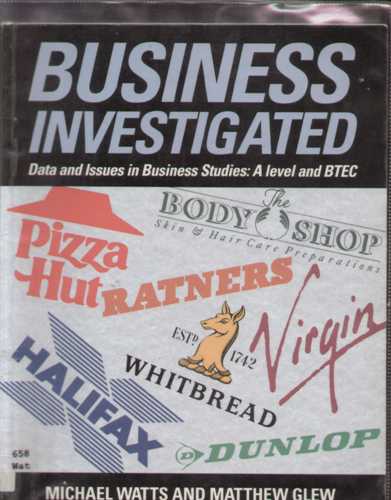 BUSINESS
INVESTIGATED
Data and Issues in Business Studies: A level and BTEC
The
BODY SHOP
Skin & Hair Care Preparations
Pizza
Hut
RATNERS
Virgin
ESTD 1742
WHITBREAD
HALIFAX
DUNLOP
D
658
Wat
MICHAEL WATTS AND MATTHEW GLEW